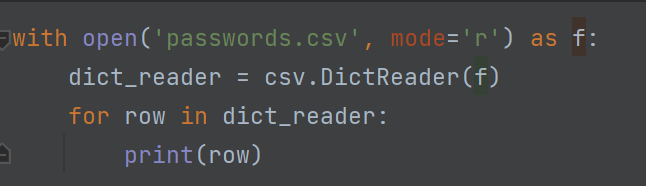 with open('passwords.csv', mode='r') as f:
    dict_reader = csv.DictReader(f)
    for row in dict_reader:
        print(row)